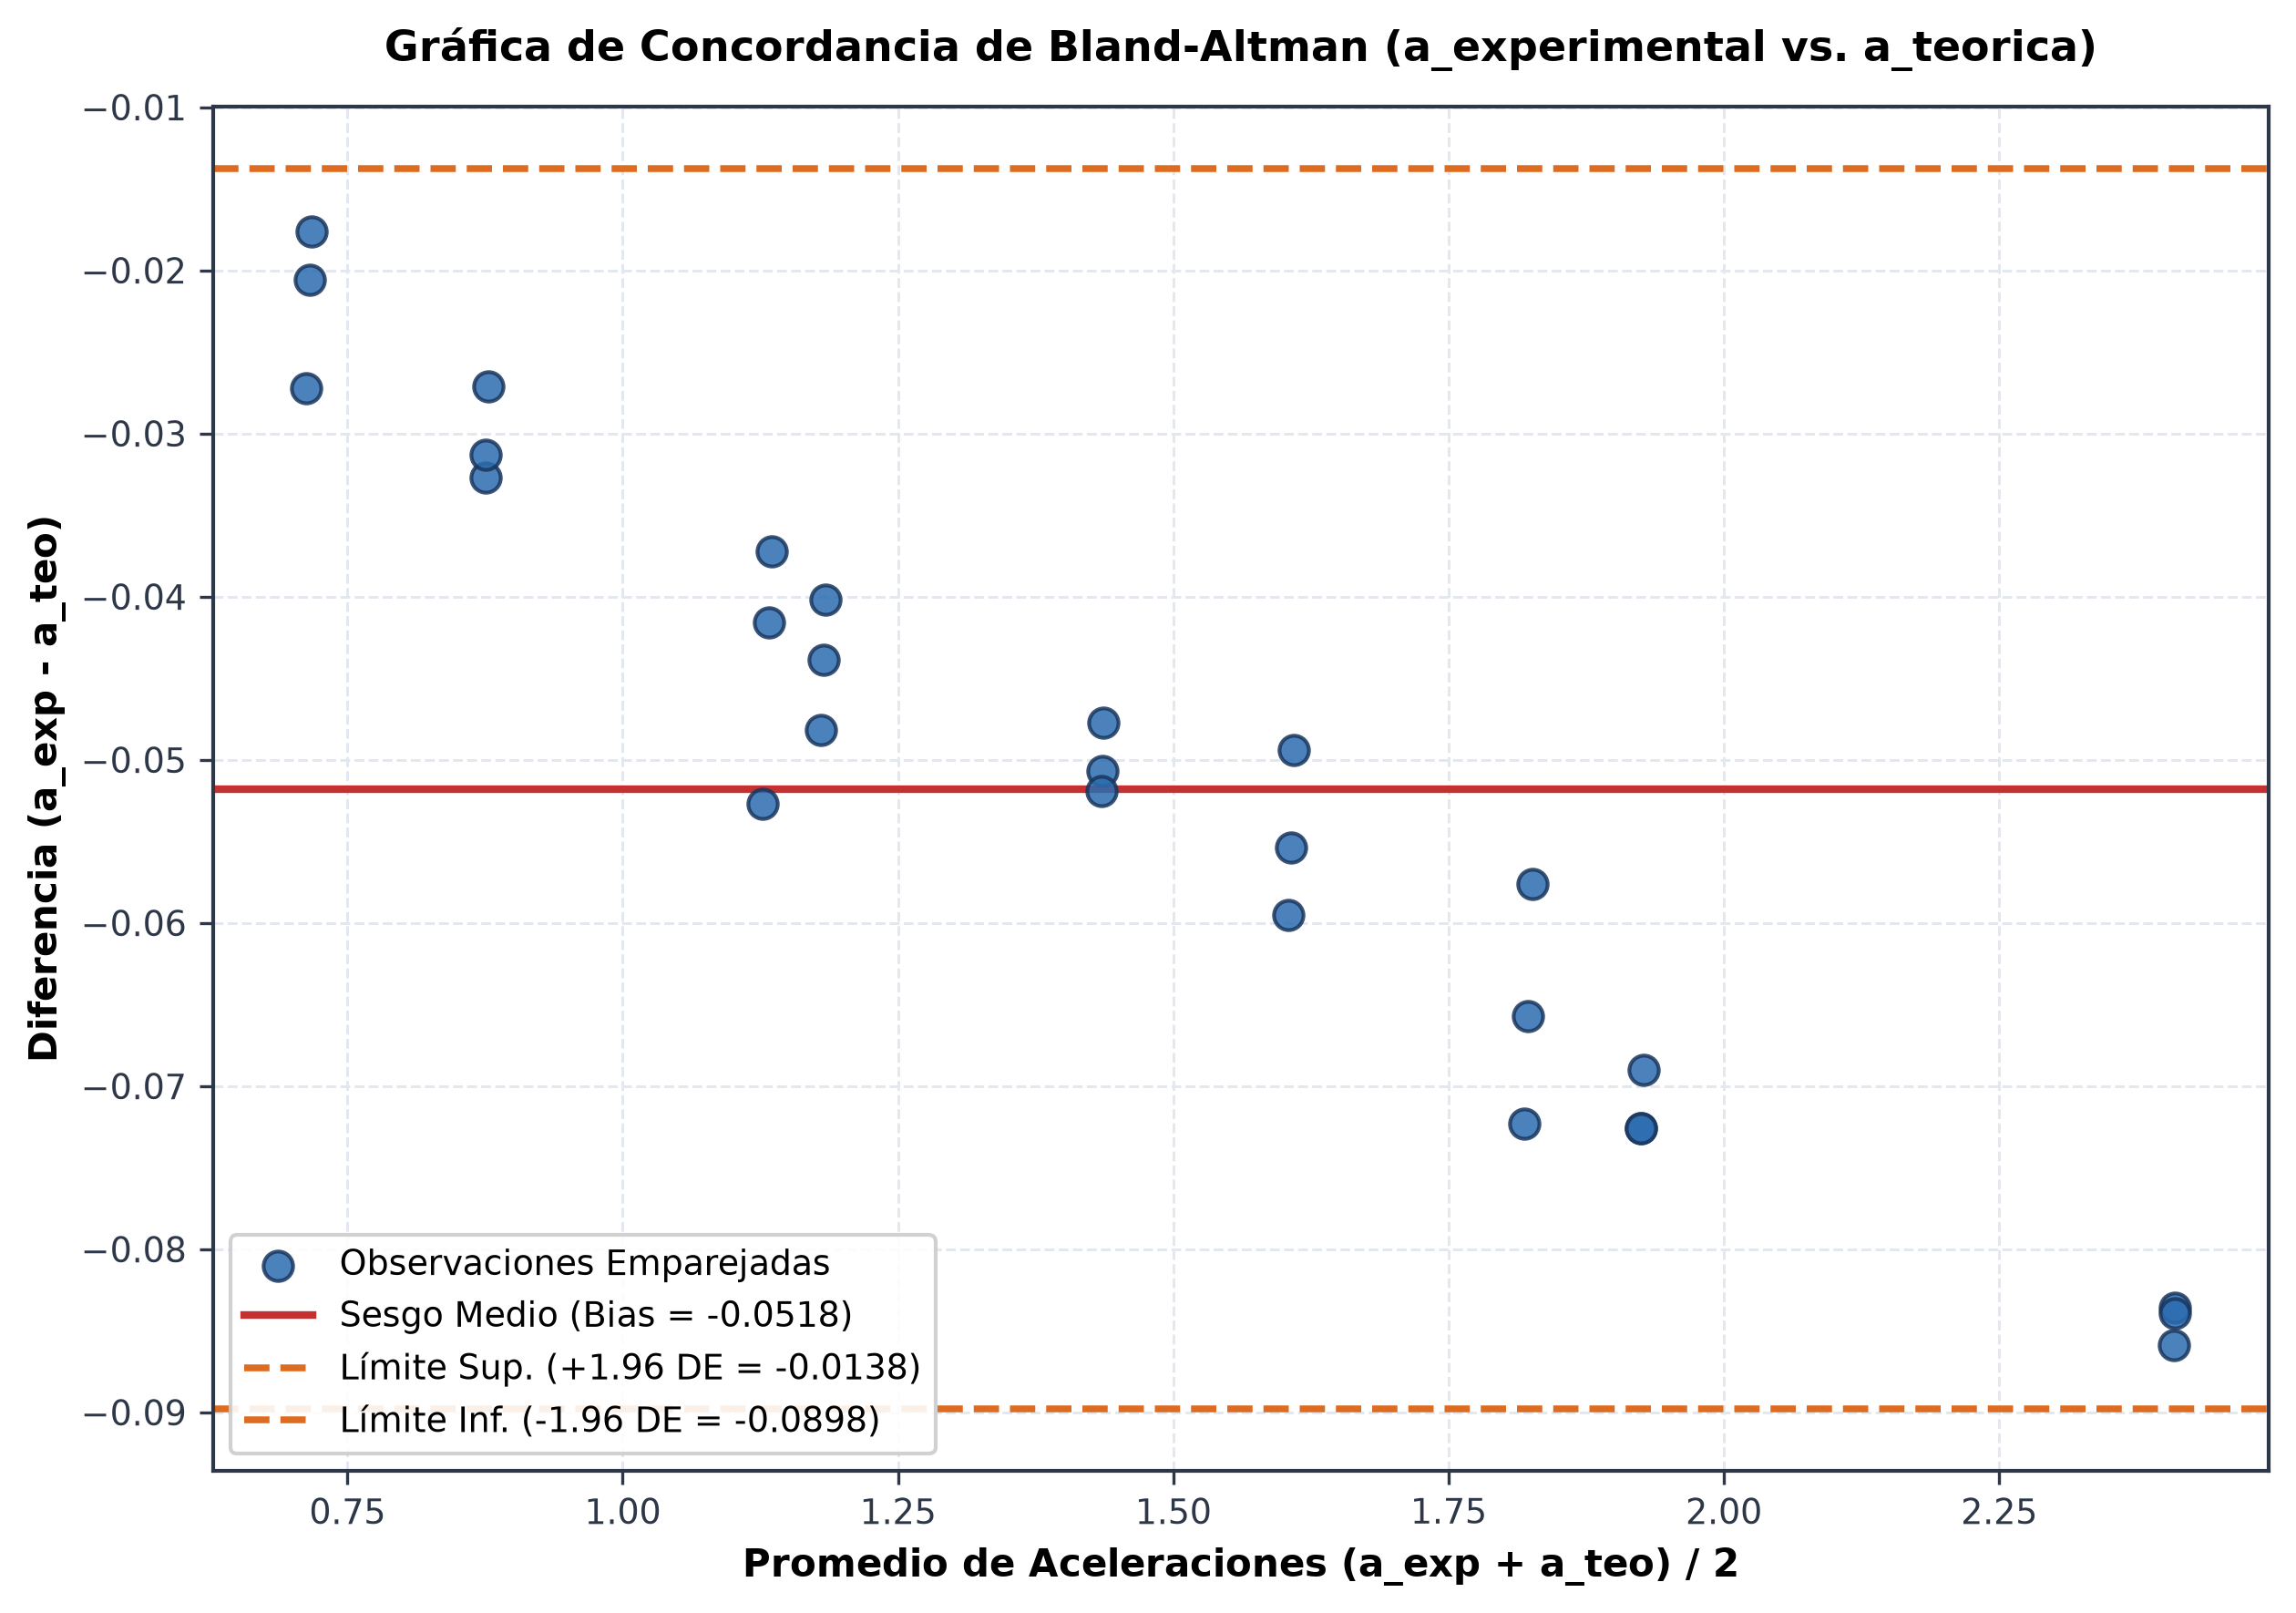 Gráfica de Concordancia de Bland-Altman (a_experimental vs. a_teorica)
Diferencia (a_exp - a_teo)
−0.01
−0.02
−0.03
−0.04
−0.05
−0.06
−0.07
−0.08
−0.09
Observaciones Emparejadas
Sesgo Medio (Bias = -0.0518)
Límite Sup. (+1.96 DE = -0.0138)
Límite Inf. (-1.96 DE = -0.0898)
0.75 1.00 1.25 1.50 1.75 2.00 2.25
Promedio de Aceleraciones (a_exp + a_teo) / 2